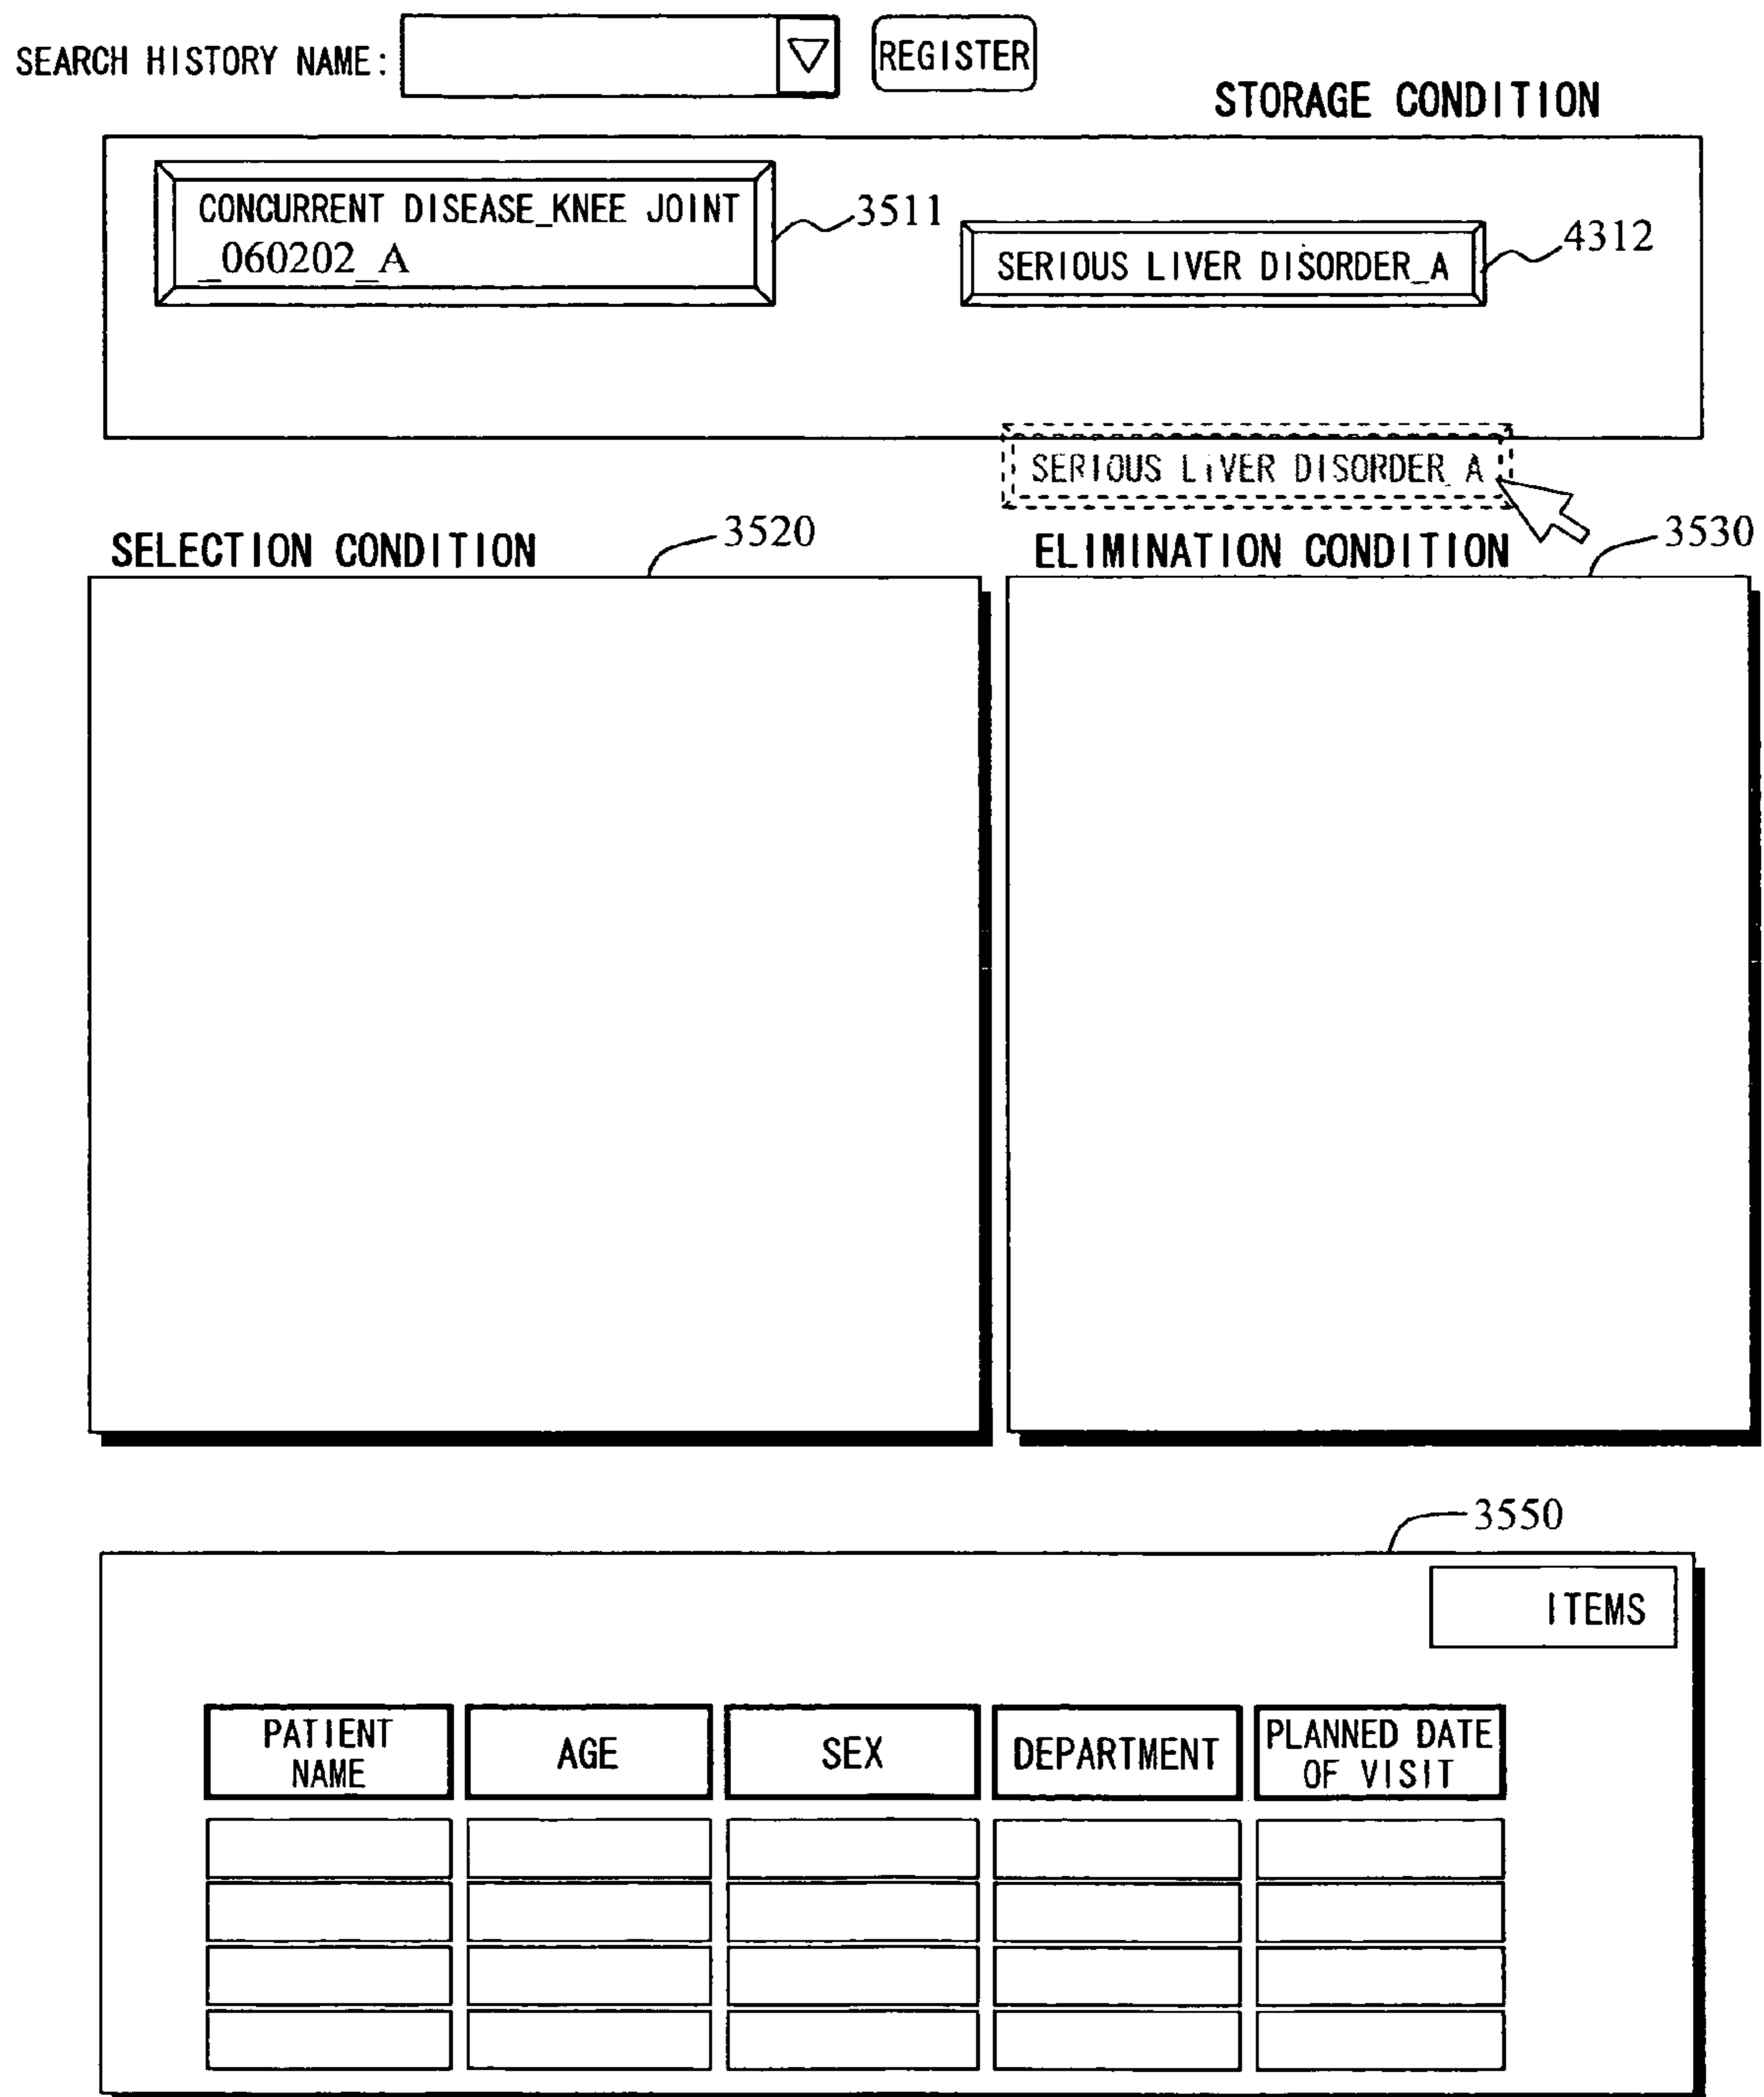 SEARCH HISTORY NAME:
REGISTER
STORAGE CONDITION
CONCURRENT DISEASE_KNEE JOINT
_060202_A
3511
SERIOUS LIVER DISORDER_A
4312
SERIOUS LIVER DISORDER_A
SELECTION CONDITION
3520
ELIMINATION CONDITION
3530
3550
ITEMS
PATIENT
NAME
AGE
SEX
DEPARTMENT
PLANNED DATE
OF VISIT